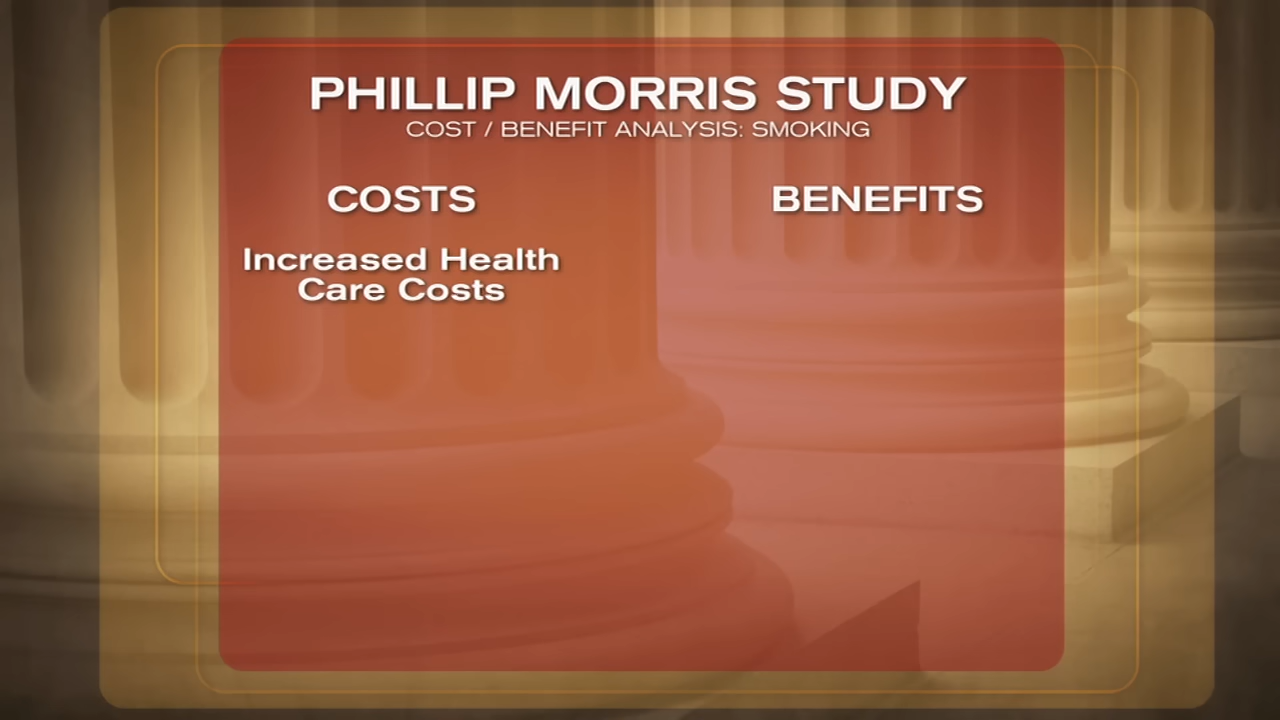 PHILLIP MORRIS STUDY
COST / BENEFIT ANALYSIS: SMOKING
COSTS
BENEFITS
Increased Health
Care Costs